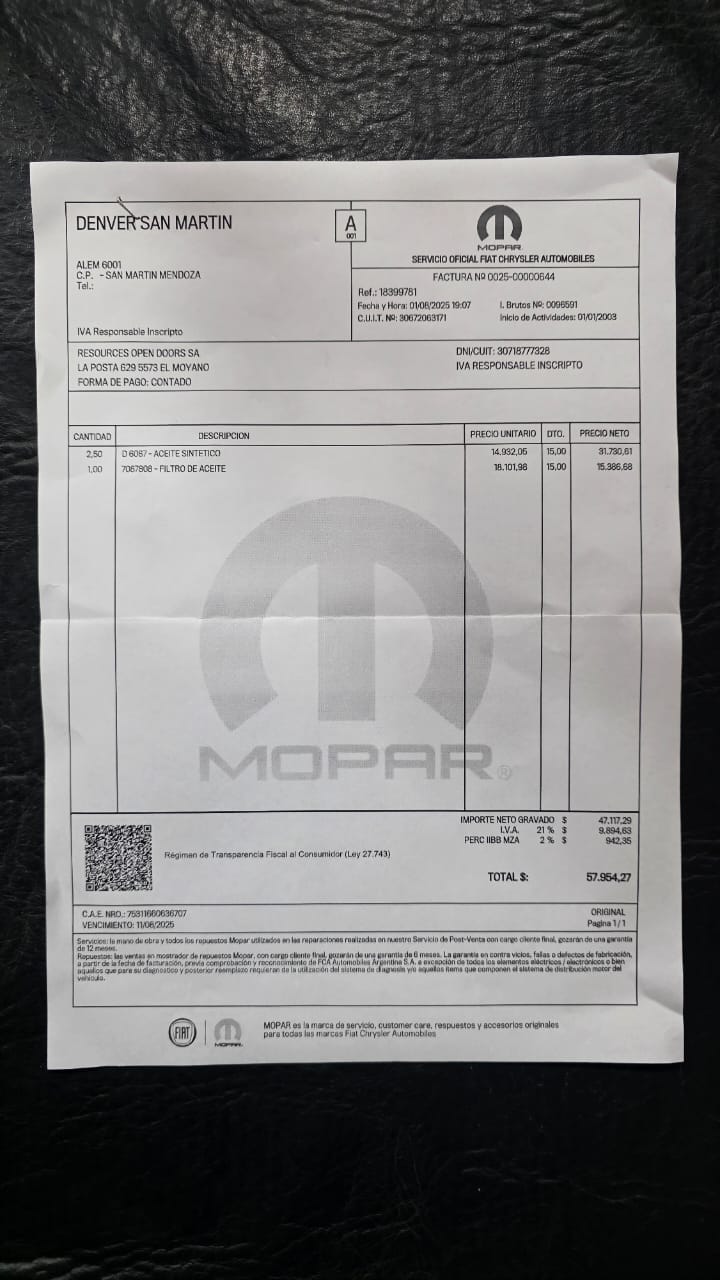 DENVER SAN MARTIN
A
001
MOPAR
SERVICIO OFICIAL FIAT CHRYSLER AUTOMOBILES
ALEM 6001
C.P. - SAN MARTIN MENDOZA
Tel.:
IVA Responsable Inscripto
FACTURA Nº 0025-00000644
Ref.: 18399781
Fecha y Hora: 01/08/2025 19:07 I. Brutos Nº: 0096591
C.U.I.T. Nº: 30672063171 Inicio de Actividades: 01/01/2003
RESOURCES OPEN DOORS SA DNI/CUIT: 30718777328
LA POSTA 629 5573 EL MOYANO IVA RESPONSABLE INSCRIPTO
FORMA DE PAGO: CONTADO
CANTIDAD DESCRIPCION PRECIO UNITARIO DTO. PRECIO NETO
2,50 D 6087 - ACEITE SINTETICO 14.932,05 15,00 31.730,61
1,00 7087808 - FILTRO DE ACEITE 18.101,98 15,00 15.386,68
MOPAR®
IMPORTE NETO GRAVADO $ 47.117,29
I.V.A. 21 % $ 9.894,63
PERC IIBB MZA 2 % $ 942,35
Régimen de Transparencia Fiscal al Consumidor (Ley 27.743)
TOTAL $: 57.954,27
C.A.E. NRO.: 75311660636707 ORIGINAL
VENCIMIENTO: 11/08/2025 Pagina 1 / 1
Servicios: la mano de obra y todos los repuestos Mopar utilizados en las reparaciones realizadas en nuestro Servicio de Post-Venta con cargo cliente final, gozarán de una garantía
de 12 meses.
Repuestos: las ventas en mostrador de repuestos Mopar, con cargo cliente final, gozarán de una garantía de 6 meses. La garantía en contra vicios, fallas o defectos de fabricación,
a partir de la fecha de facturación, previa comprobación y reconocimiento de FCA Automobiles Argentina S.A. a excepción de todos los elementos eléctricos / electrónicos o bien
aquellos que para su diagnostico y posterior reemplazo requieran de la utilización del sistema de diagnosis y/o aquellos items que componen el sistema de distribución motor del
vehículo.
FIAT MOPAR
MOPAR es la marca de servicio, customer care, respuestos y accesorios originales
para todas las marcas Fiat Chrysler Automobiles